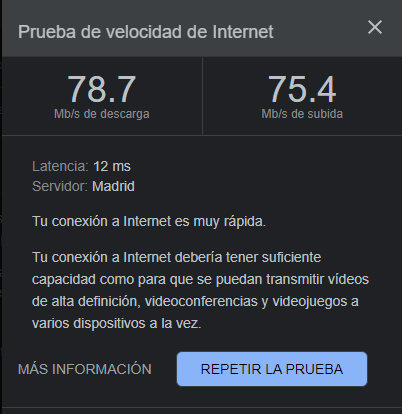 Prueba de velocidad de Internet
78.7
Mb/s de descarga
75.4
Mb/s de subida
Latencia: 12 ms
Servidor: Madrid
Tu conexión a Internet es muy rápida.
Tu conexión a Internet debería tener suficiente
capacidad como para que se puedan transmitir vídeos
de alta definición, videoconferencias y videojuegos a
varios dispositivos a la vez.
MÁS INFORMACIÓN
REPETIR LA PRUEBA